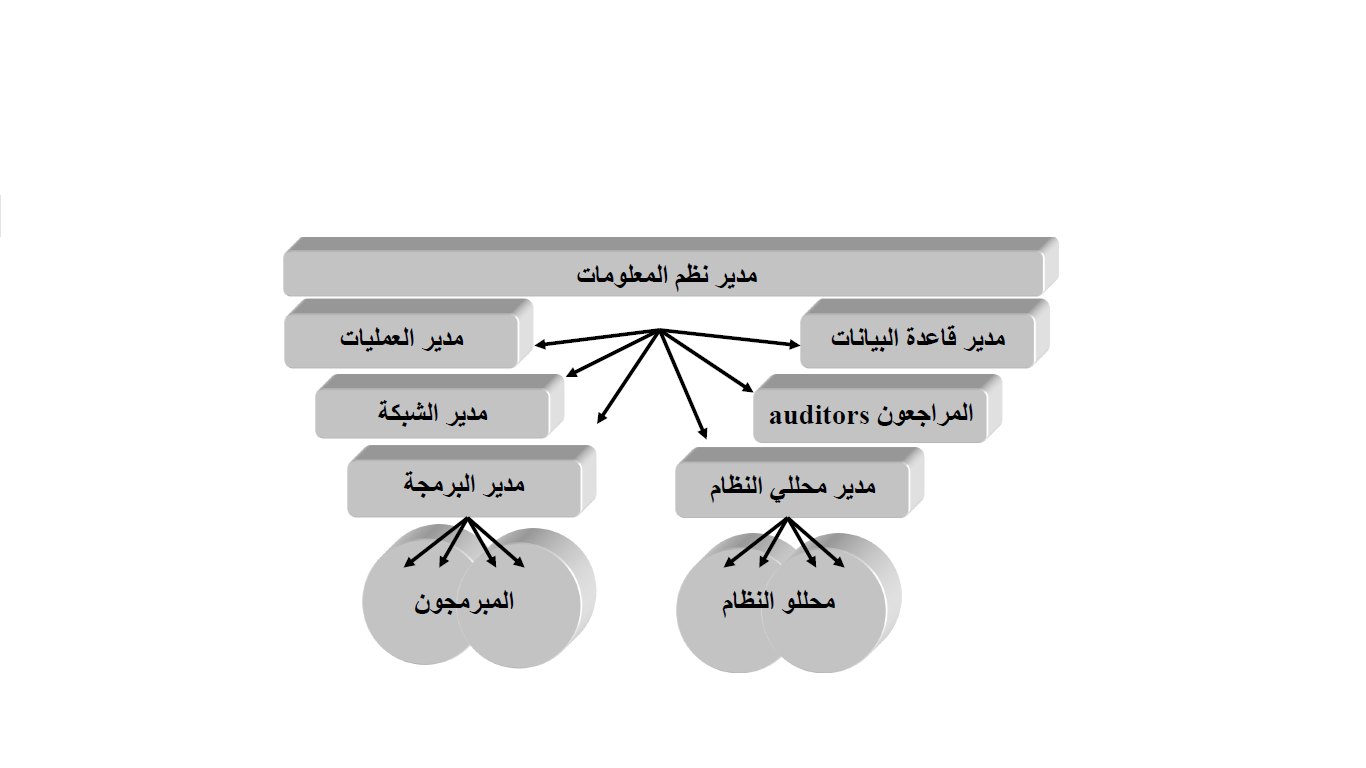 مدير نظم المعلومات
مدير قاعدة البيانات
مدير العمليات
المراجعون auditors
مدير الشبكة
مدير محللي النظام
مدير البرمجة
محللو النظام
المبرمجون